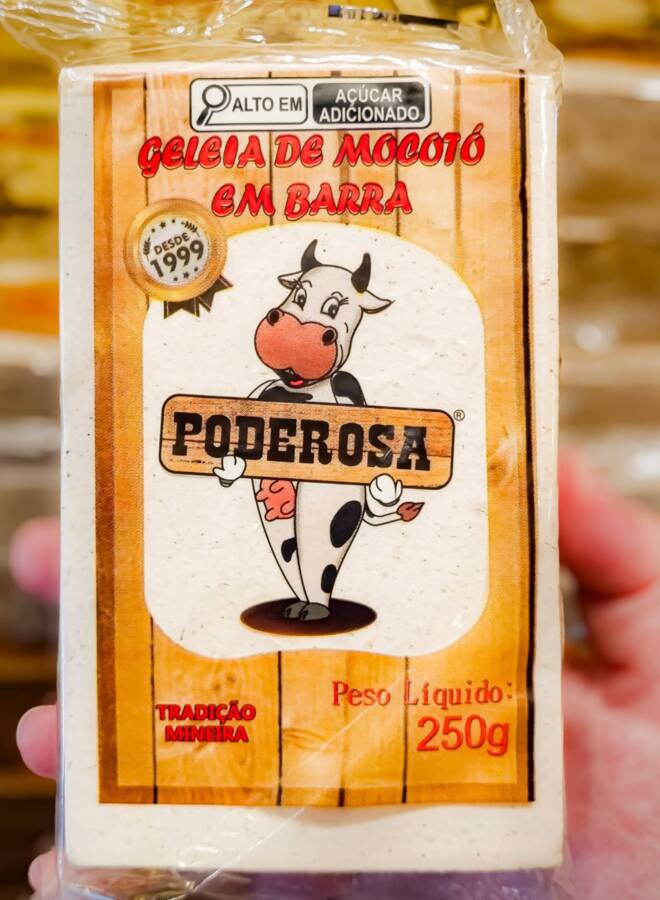 ALTO EM
AÇÚCAR
ADICIONADO
GELEIA DE MOCOTÓ
EM BARRA
DESDE
1999
PODEROSA®
TRADIÇÃO
MINEIRA
Peso Líquido:
250g